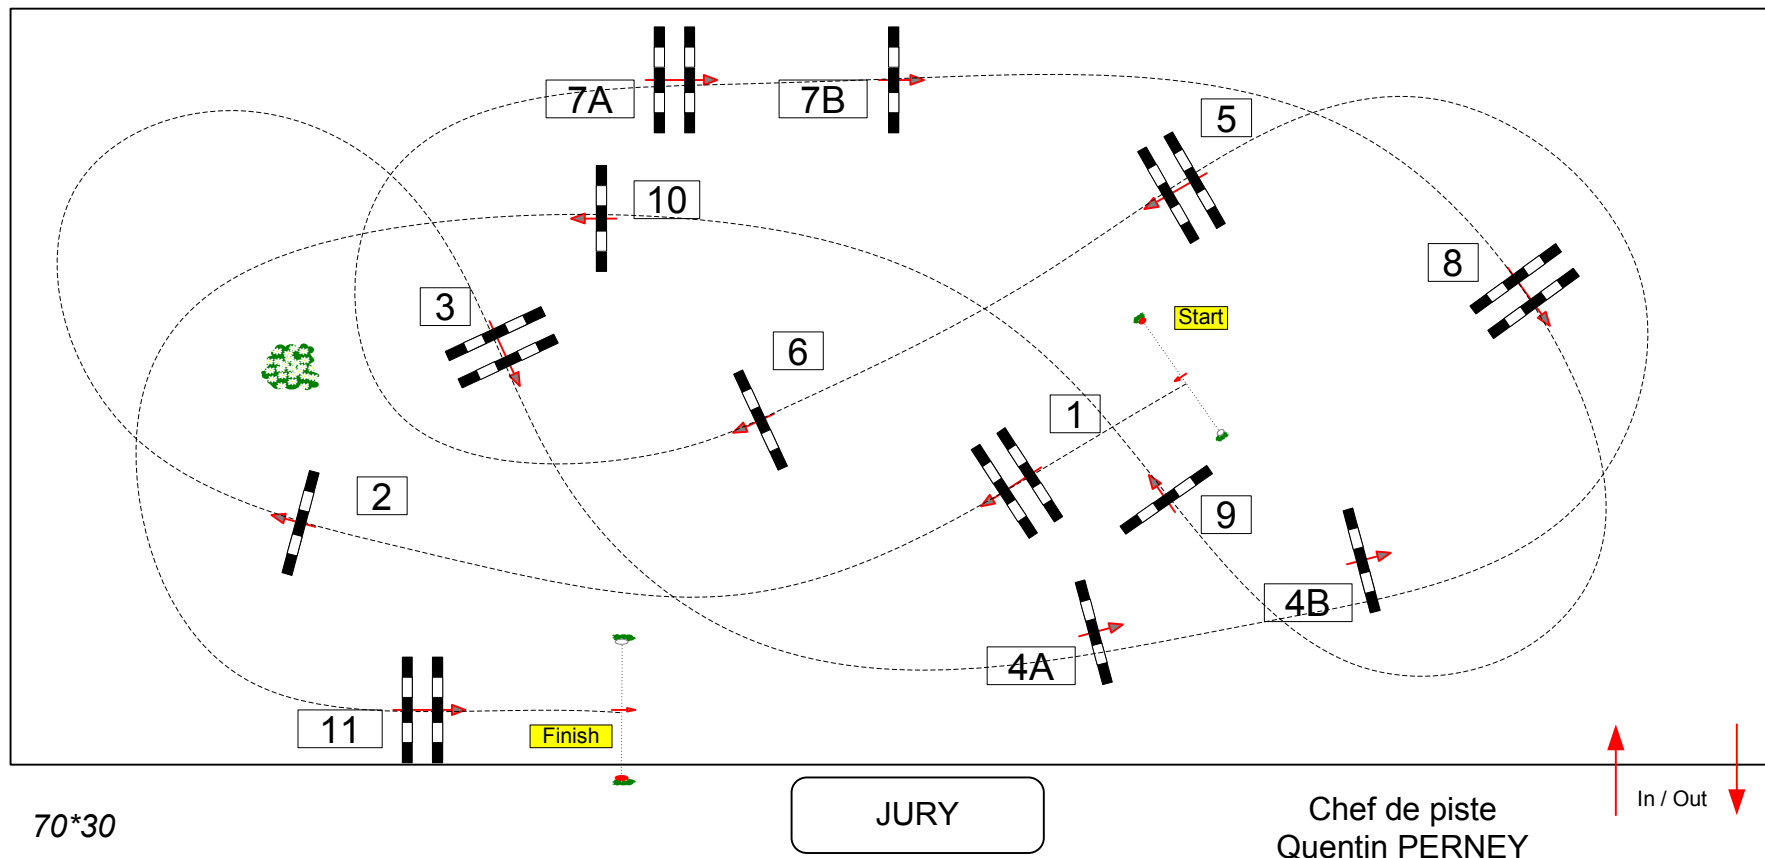 7A
7B
5
10
8
3
Start
6
1
2
9
4B
4A
11
Finish
In / Out
JURY
Chef de piste
Quentin PERNEY
70*30